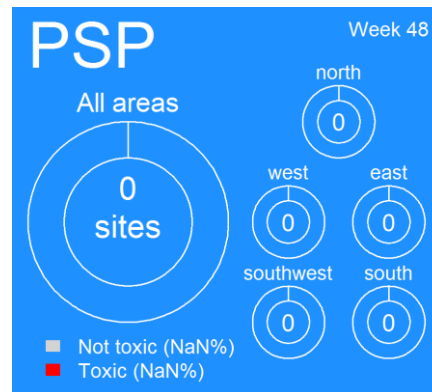 PSP
Week 48
All areas
0
sites
north
0
west
0
east
0
southwest
0
south
0
Not toxic (NaN%)
Toxic (NaN%)